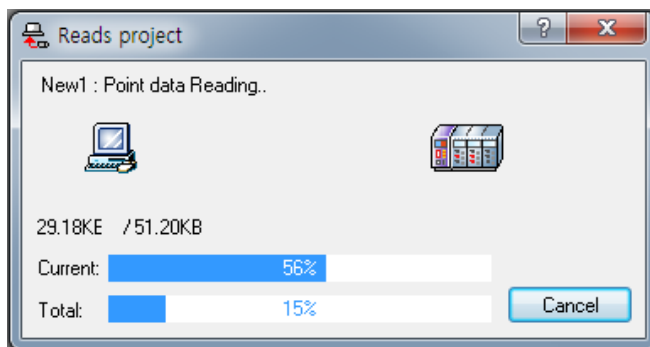 Reads project
New1 : Point data Reading..
29.18KE / 51.20KB
Current: 56%
Total: 15%
Cancel